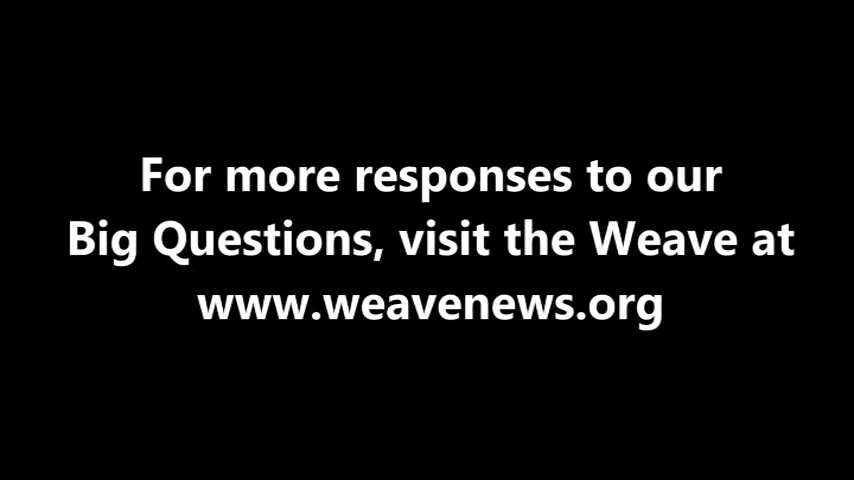 For more responses to our
Big Questions, visit the Weave at
www.weavenews.org